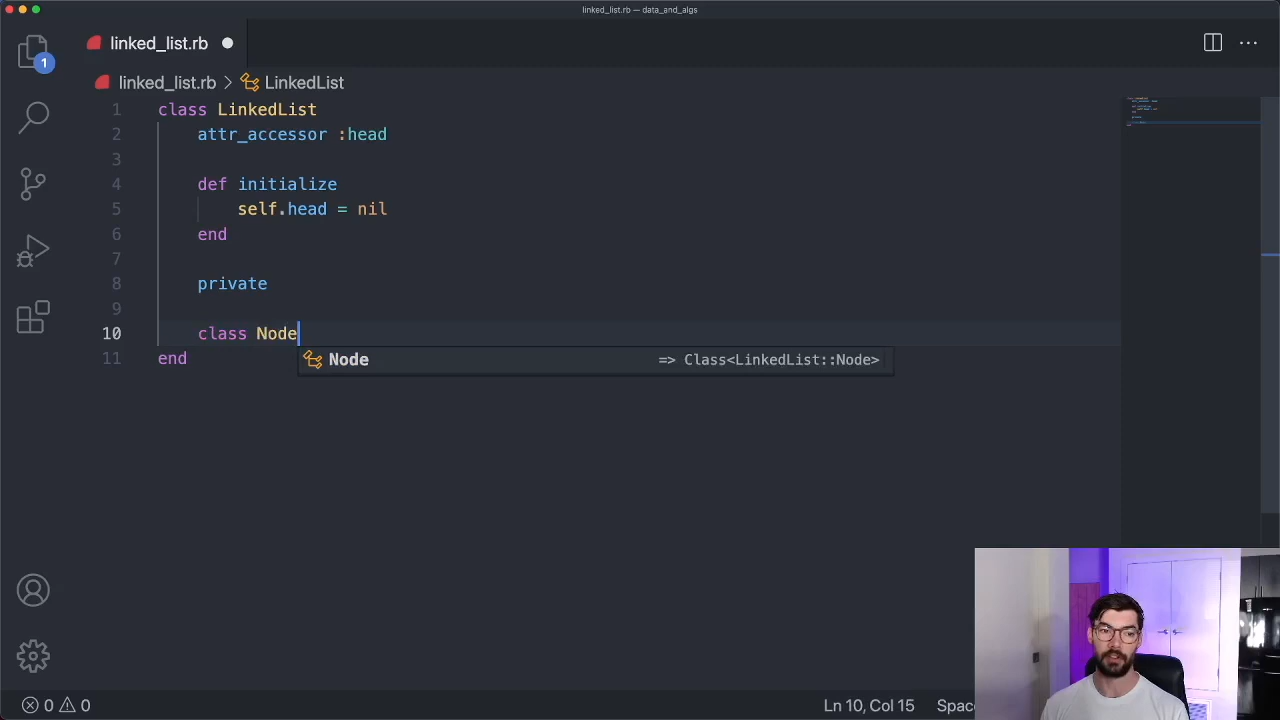 linked_list.rb — data_and_algs
linked_list.rb
1
linked_list.rb > LinkedList
1 class LinkedList
2 attr_accessor :head
3
4 def initialize
5 self.head = nil
6 end
7
8 private
9
10 class Node
11 end
Node => Class<LinkedList::Node>
0 0 Ln 10, Col 15 Space